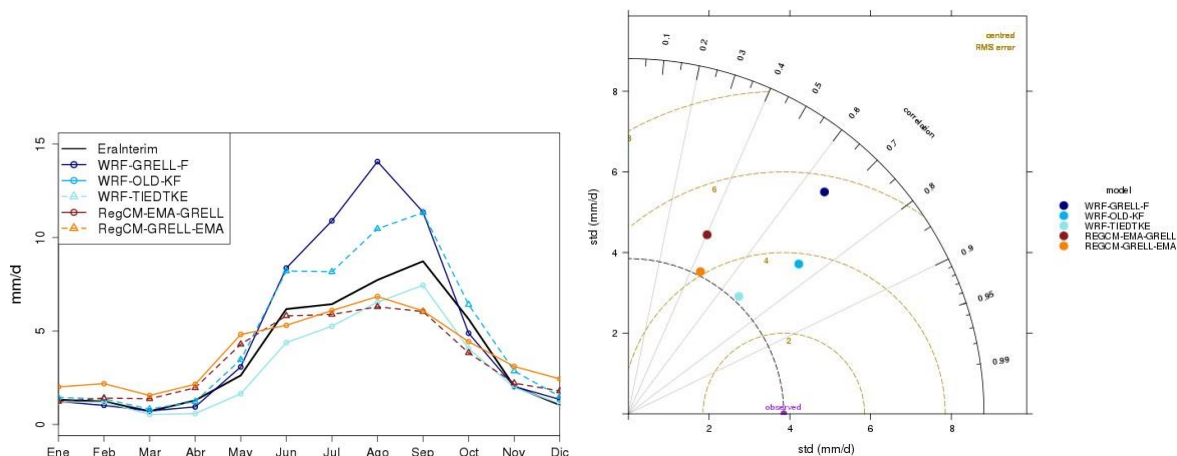 15
10
5
0
mm/d
EraInterim
WRF-GRELL-F
WRF-OLD-KF
WRF-TIEDTKE
RegCM-EMA-GRELL
RegCM-GRELL-EMA
Ene Feb Mar Abr May Jun Jul Ago Sep Oct Nov Dic
centred
RMS error
0.1 0.2 0.3 0.4 0.5 0.6 0.7 0.8 0.9 0.95 0.99
correlation
8
6
4
2
std (mm/d)
8
6
4
2
observed
2 4 6 8
std (mm/d)
model
WRF-GRELL-F
WRF-OLD-KF
WRF-TIEDTKE
REGCM-EMA-GRELL
REGCM-GRELL-EMA